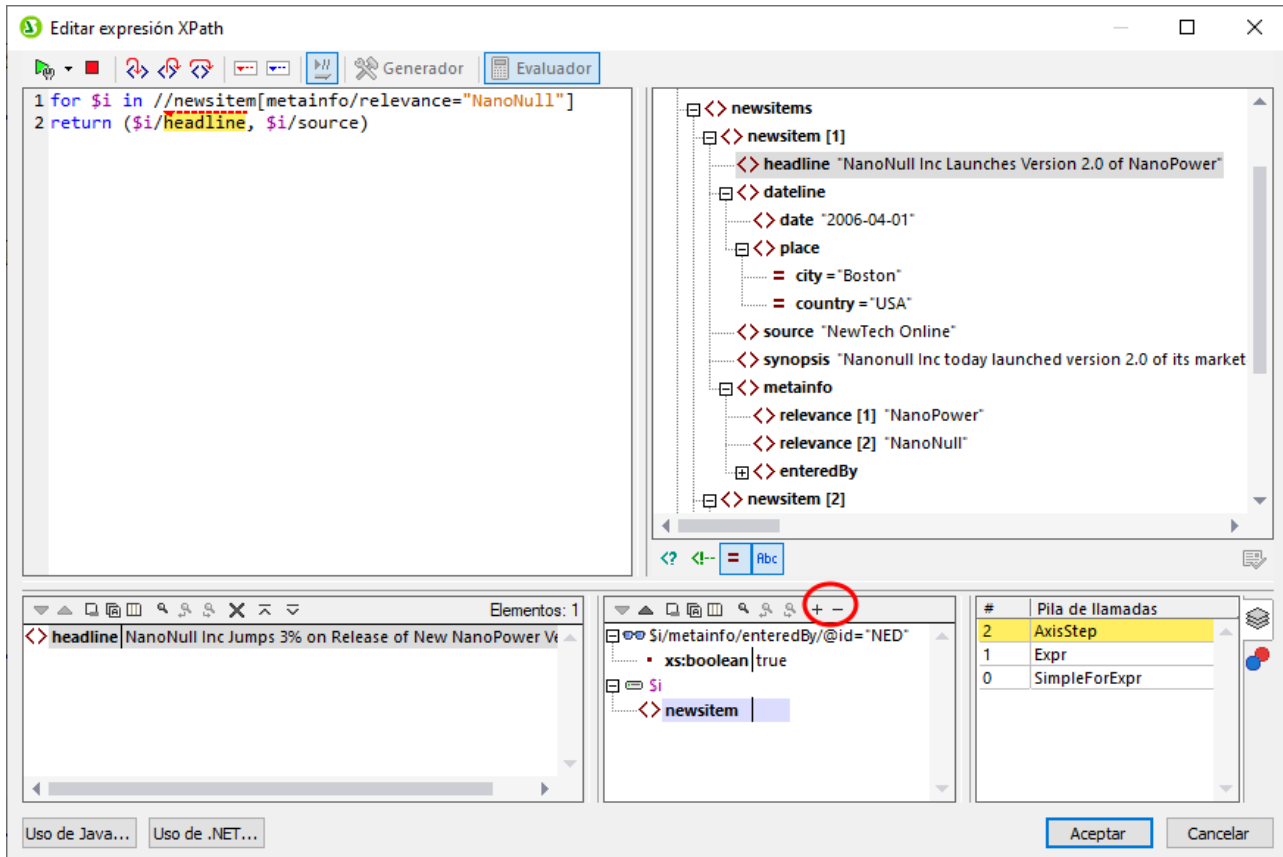 Editar expresión XPath
Generador
Evaluador
1 for $i in //newsitem[metainfo/relevance="NanoNull"]
2 return ($i/headline, $i/source)
newsitems
newsitem [1]
headline "NanoNull Inc Launches Version 2.0 of NanoPower"
dateline
date "2006-04-01"
place
= city ="Boston"
= country ="USA"
source "NewTech Online"
synopsis "Nanonull Inc today launched version 2.0 of its market
metainfo
relevance [1] "NanoPower"
relevance [2] "NanoNull"
enteredBy
newsitem [2]
<? <!-- = Abc
Elementos: 1
headline NanoNull Inc Jumps 3% on Release of New NanoPower Ve
$i/metainfo/enteredBy/@id="NED"
xs:boolean true
$i
newsitem
# Pila de llamadas
2 AxisStep
1 Expr
0 SimpleForExpr
Uso de Java...
Uso de .NET...
Aceptar
Cancelar